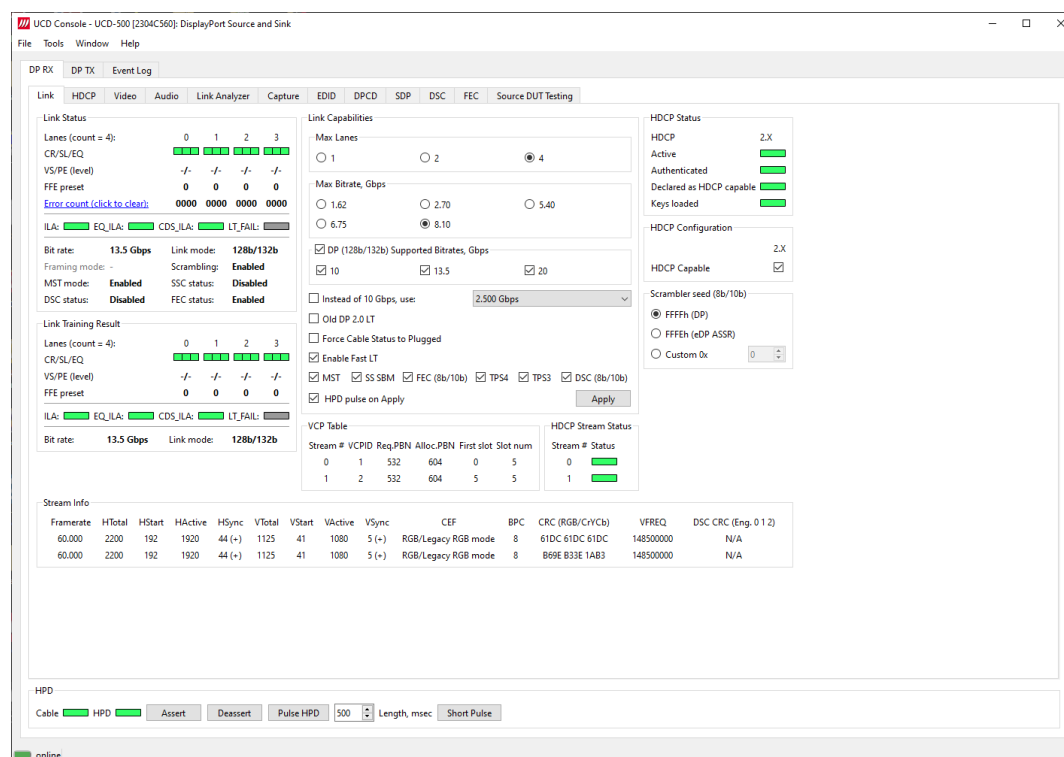 UCD Console - UCD-500 [2304C560]: DisplayPort Source and Sink
File Tools Window Help
DP RX DP TX Event Log
Link HDCP Video Audio Link Analyzer Capture EDID DPCD SDP DSC FEC Source DUT Testing
Link Status
Lanes (count = 4): 0 1 2 3
CR/SL/EQ
VS/PE (level) -/- -/- -/- -/-
FFE preset 0 0 0 0
Error count (click to clear): 0000 0000 0000 0000
ILA: EQ_ILA: CDS_ILA: LT_FAIL:
Bit rate: 13.5 Gbps Link mode: 128b/132b
Framing mode: - Scrambling: Enabled
MST mode: Enabled SSC status: Disabled
DSC status: Disabled FEC status: Enabled
Link Training Result
Lanes (count = 4): 0 1 2 3
CR/SL/EQ
VS/PE (level) -/- -/- -/- -/-
FFE preset 0 0 0 0
ILA: EQ_ILA: CDS_ILA: LT_FAIL:
Bit rate: 13.5 Gbps Link mode: 128b/132b
Link Capabilities
Max Lanes
1 2 4
Max Bitrate, Gbps
1.62 2.70 5.40
6.75 8.10
DP (128b/132b) Supported Bitrates, Gbps
10 13.5 20
Instead of 10 Gbps, use: 2.500 Gbps
Old DP 2.0 LT
Force Cable Status to Plugged
Enable Fast LT
MST SS SBM FEC (8b/10b) TPS4 TPS3 DSC (8b/10b)
HPD pulse on Apply Apply
VCP Table
Stream # VCPID Req.PBN Alloc.PBN First slot Slot num
0 1 532 604 0 5
1 2 532 604 5 5
HDCP Stream Status
Stream # Status
0
1
HDCP Status
HDCP 2.X
Active
Authenticated
Declared as HDCP capable
Keys loaded
HDCP Configuration
2.X
HDCP Capable
Scrambler seed (8b/10b)
FFFFh (DP)
FFFEh (eDP ASSR)
Custom 0x 0
Stream Info
Framerate HTotal HStart HActive HSync VTotal VStart VActive VSync CEF BPC CRC (RGB/CrYCb) VFREQ DSC CRC (Eng. 0 1 2)
60.000 2200 192 1920 44 (+) 1125 41 1080 5 (+) RGB/Legacy RGB mode 8 61DC 61DC 61DC 148500000 N/A
60.000 2200 192 1920 44 (+) 1125 41 1080 5 (+) RGB/Legacy RGB mode 8 B69E B33E 1AB3 148500000 N/A
HPD
Cable HPD Assert Deassert Pulse HPD 500 Length, msec Short Pulse
online